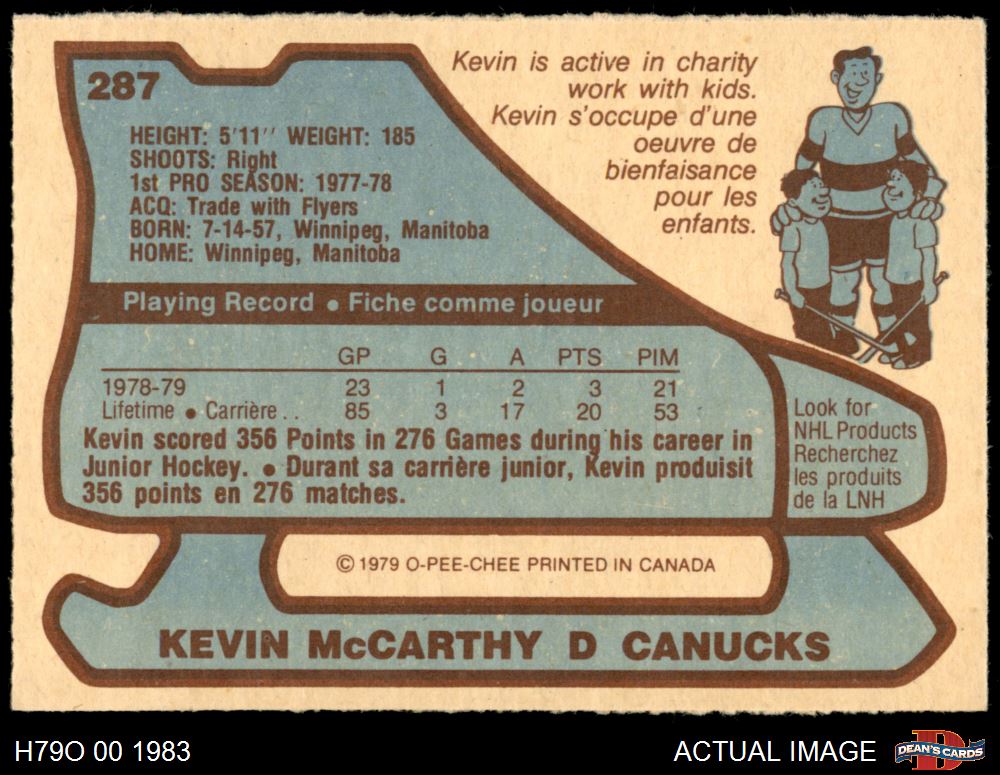 287
Kevin is active in charity
work with kids.
Kevin s'occupe d'une
oeuvre de
bienfaisance
pour les
enfants.
HEIGHT: 5'11'' WEIGHT: 185
SHOOTS: Right
1st PRO SEASON: 1977-78
ACQ: Trade with Flyers
BORN: 7-14-57, Winnipeg, Manitoba
HOME: Winnipeg, Manitoba
Playing Record • Fiche comme joueur
GP G A PTS PIM
1978-79 23 1 2 3 21
Lifetime • Carrière .. 85 3 17 20 53
Kevin scored 356 Points in 276 Games during his career in
Junior Hockey. • Durant sa carrière junior, Kevin produisit
356 points en 276 matches.
Look for
NHL Products
Recherchez
les produits
de la LNH
© 1979 O-PEE-CHEE PRINTED IN CANADA
KEVIN McCARTHY D CANUCKS
H79O 00 1983
ACTUAL IMAGE
D
DEAN'S CARDS